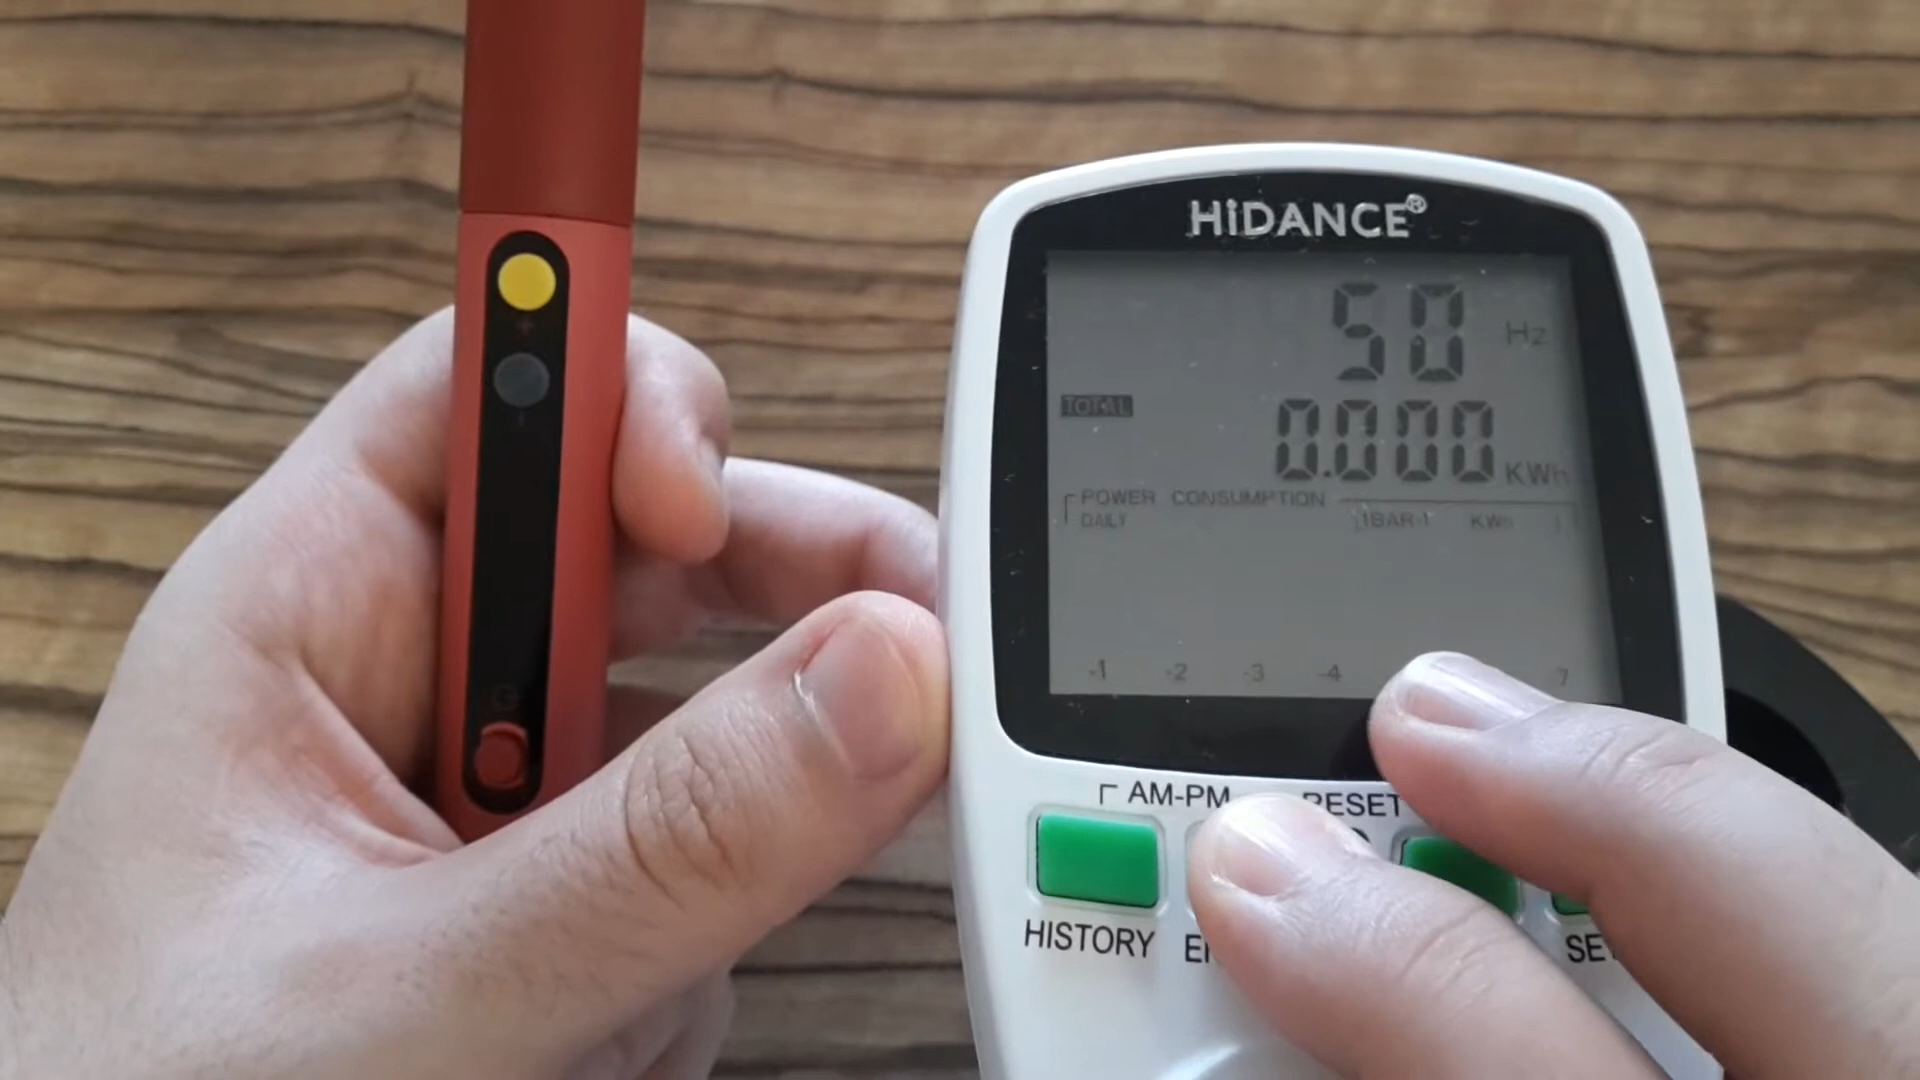 HiDANCE®
50 Hz
TOTAL
0.000 KWh
POWER CONSUMPTION
DAILY 1BAR-1 KWh
-1 -2 -3 -4 7
AM-PM RESET
HISTORY
+
-